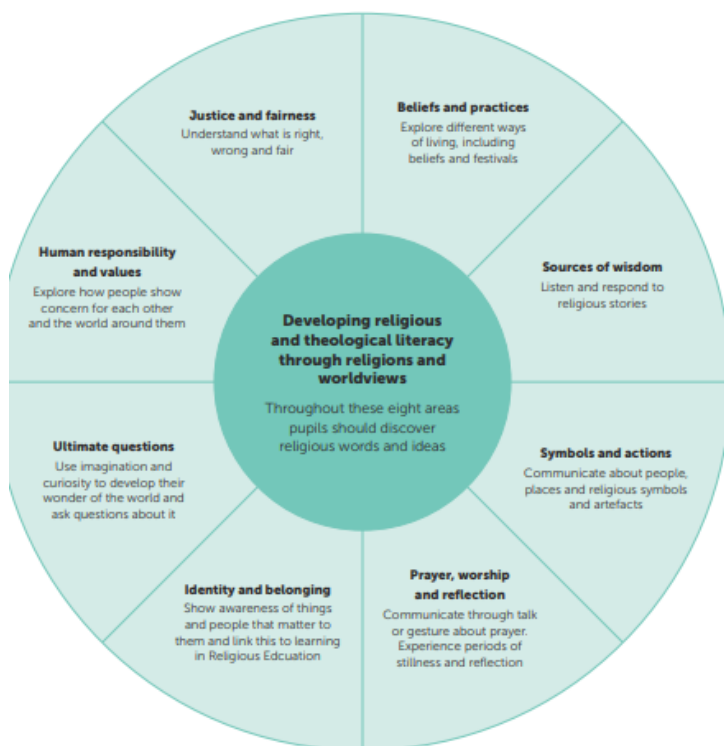 Justice and fairness
Understand what is right,
wrong and fair
Beliefs and practices
Explore different ways
of living, including
beliefs and festivals
Human responsibility
and values
Explore how people show
concern for each other
and the world around them
Sources of wisdom
Listen and respond to
religious stories
Developing religious
and theological literacy
through religions and
worldviews
Throughout these eight areas
pupils should discover
religious words and ideas
Ultimate questions
Use imagination and
curiosity to develop their
wonder of the world and
ask questions about it
Symbols and actions
Communicate about people,
places and religious symbols
and artefacts
Identity and belonging
Show awareness of things
and people that matter to
them and link this to learning
in Religious Edcuation
Prayer, worship
and reflection
Communicate through talk
or gesture about prayer.
Experience periods of
stillness and reflection